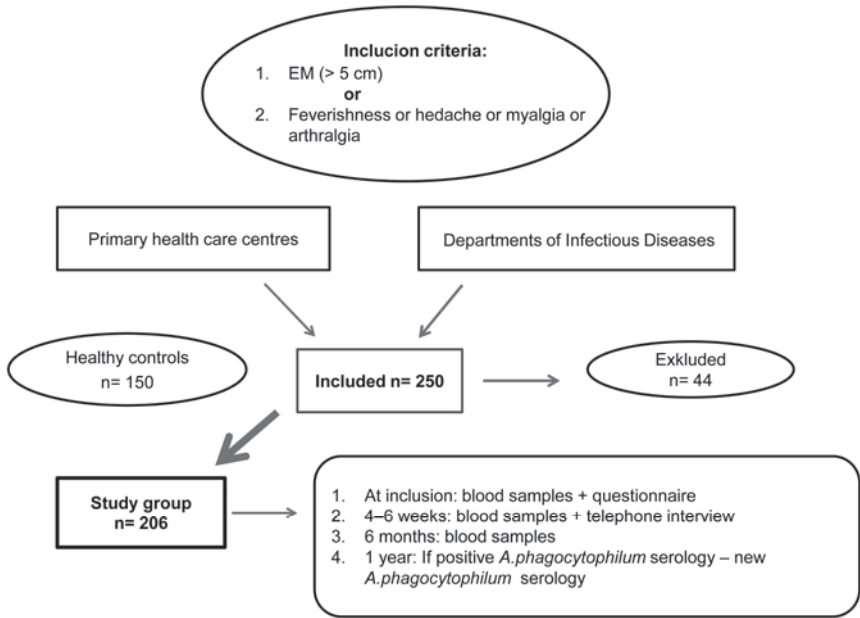 Inclucion criteria:
1. EM (> 5 cm)
or
2. Feverishness or hedache or myalgia or
arthralgia
Primary health care centres
Departments of Infectious Diseases
Healthy controls
n= 150
Included n= 250
Exkluded
n= 44
Study group
n= 206
1. At inclusion: blood samples + questionnaire
2. 4–6 weeks: blood samples + telephone interview
3. 6 months: blood samples
4. 1 year: If positive A.phagocytophilum serology – new
A.phagocytophilum serology